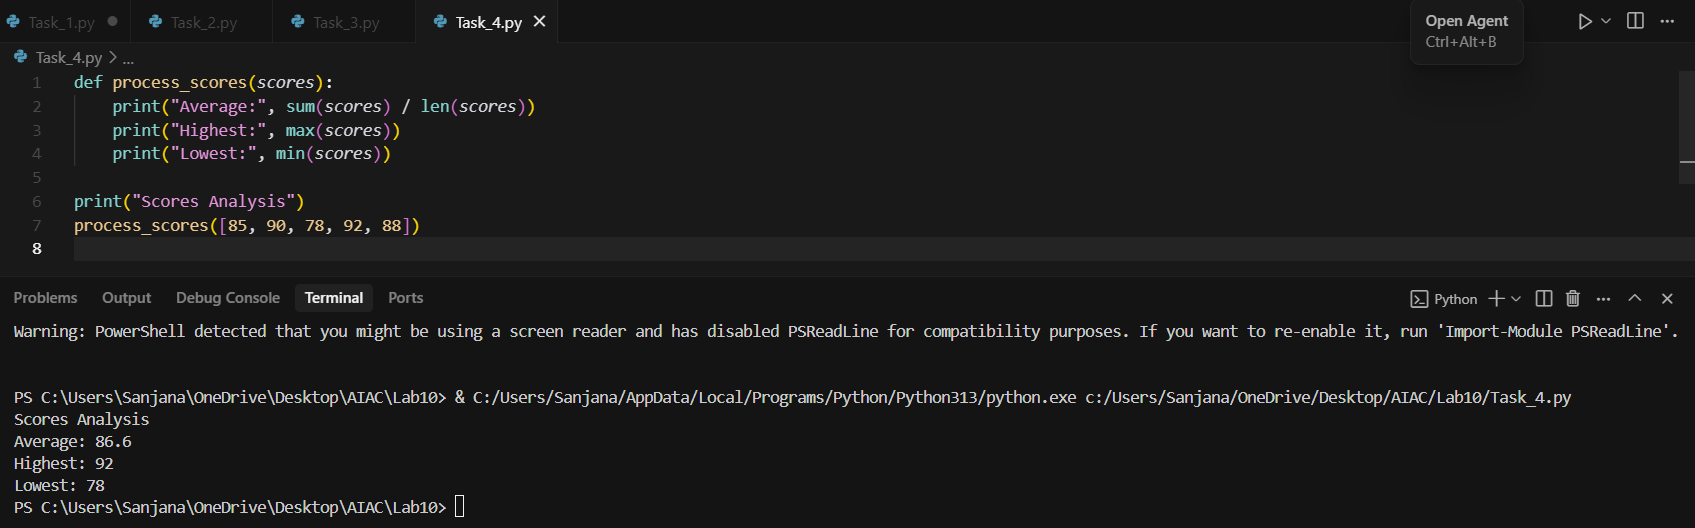 Task_1.py Task_2.py Task_3.py Task_4.py
Open Agent
Ctrl+Alt+B
Task_4.py > ...
1 def process_scores(scores):
2     print("Average:", sum(scores) / len(scores))
3     print("Highest:", max(scores))
4     print("Lowest:", min(scores))
5
6 print("Scores Analysis")
7 process_scores([85, 90, 78, 92, 88])
8
Problems Output Debug Console Terminal Ports Python
Warning: PowerShell detected that you might be using a screen reader and has disabled PSReadLine for compatibility purposes. If you want to re-enable it, run 'Import-Module PSReadLine'.
PS C:\Users\Sanjana\OneDrive\Desktop\AIAC\Lab10> & C:/Users/Sanjana/AppData/Local/Programs/Python/Python313/python.exe c:/Users/Sanjana/OneDrive/Desktop/AIAC/Lab10/Task_4.py
Scores Analysis
Average: 86.6
Highest: 92
Lowest: 78
PS C:\Users\Sanjana\OneDrive\Desktop\AIAC\Lab10>